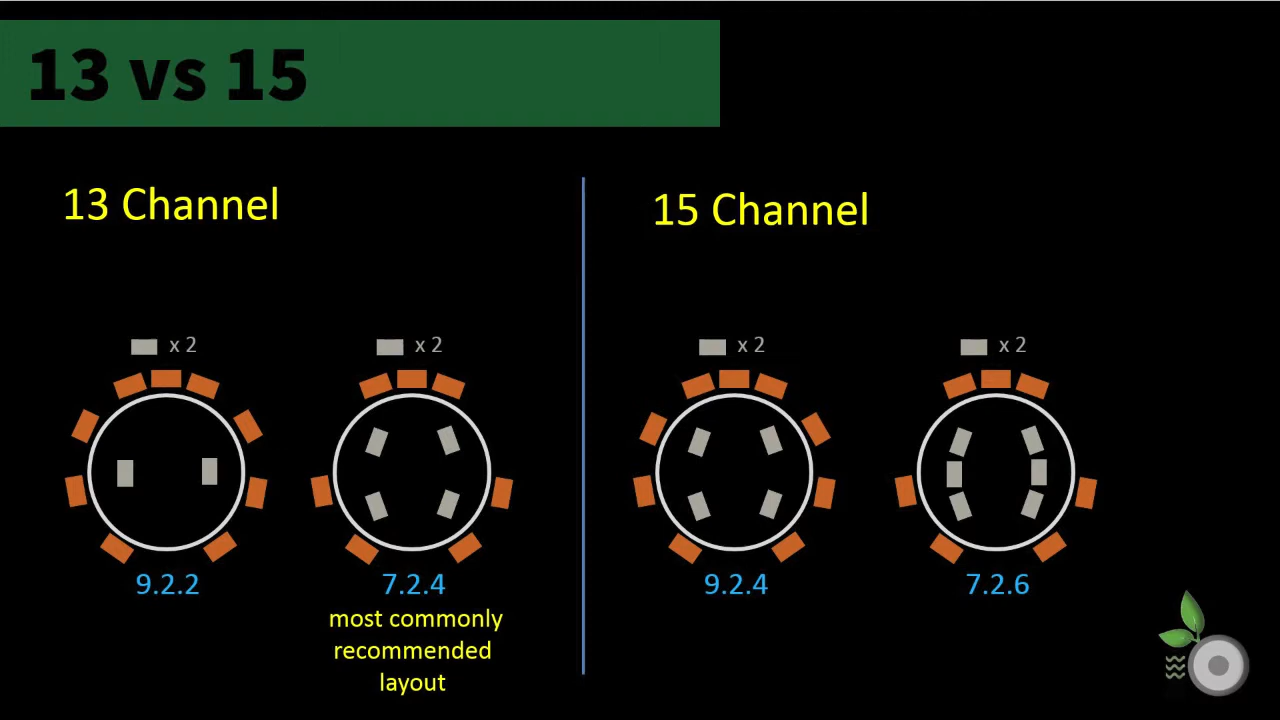 13 vs 15
13 Channel
15 Channel
x 2
x 2
x 2
x 2
9.2.2
7.2.4
9.2.4
7.2.6
most commonly
recommended
layout